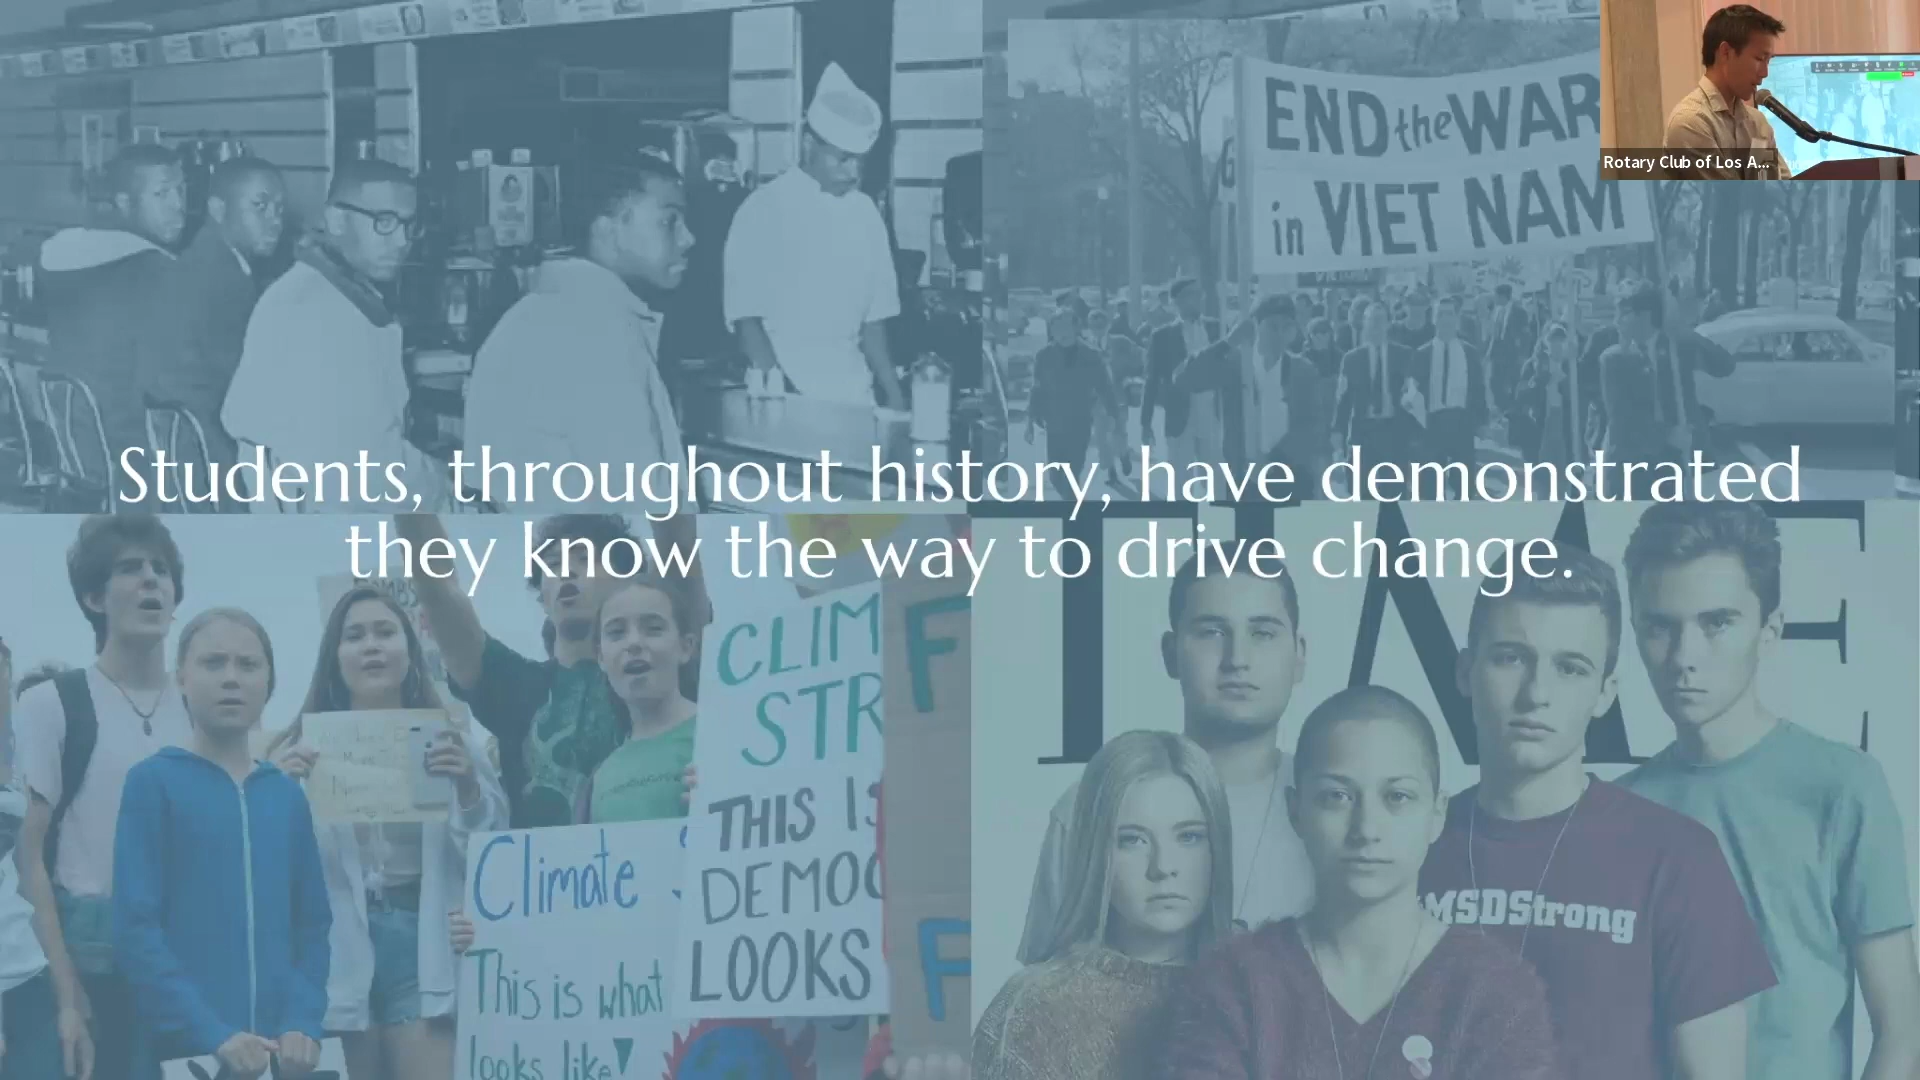 END the WAR
in VIET NAM
Rotary Club of Los A...
Students, throughout history, have demonstrated
they know the way to drive change.
TIME
CLIM
STR
THIS IS
DEMOC
LOOKS
Climate
This is what
looks like
F
F
MSDStrong